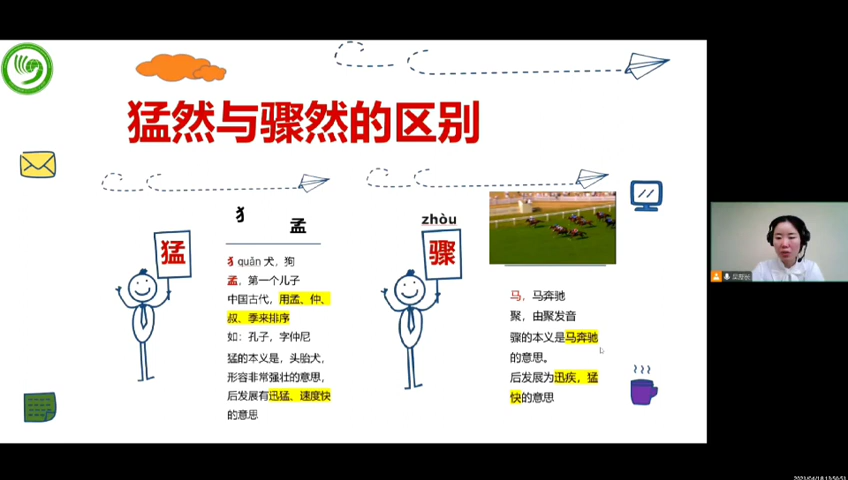 猛然与骤然的区别
犭
孟
猛
犭quǎn 犬，狗
孟，第一个儿子
中国古代，用孟、仲、
叔、季来排序
如：孔子，字仲尼
猛的本义是，头胎犬，
形容非常强壮的意思，
后发展有迅猛、速度快
的意思
zhòu
骤
马，马奔驰
聚，由聚发音
骤的本义是马奔驰
的意思。
后发展为迅疾，猛
快的意思